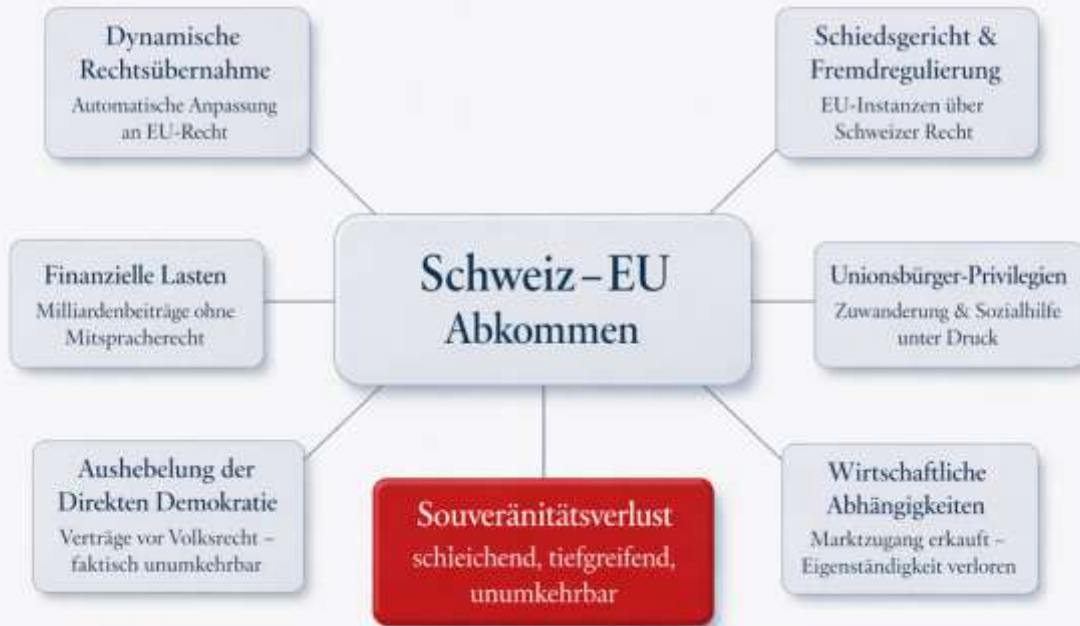 Dynamische
Rechtsübernahme
Automatische Anpassung
an EU-Recht
Schiedsgericht &
Fremdregulierung
EU-Instanzen über
Schweizer Recht
Schweiz–EU
Abkommen
Finanzielle Lasten
Milliardenbeiträge ohne
Mitspracherecht
Unionsbürger-Privilegien
Zuwanderung & Sozialhilfe
unter Druck
Aushebelung der
Direkten Demokratie
Verträge vor Volksrecht –
faktisch unumkehrbar
Souveränitätsverlust
schleichend, tiefgreifend,
unumkehrbar
Wirtschaftliche
Abhängigkeiten
Marktzugang erkauft –
Eigenständigkeit verloren